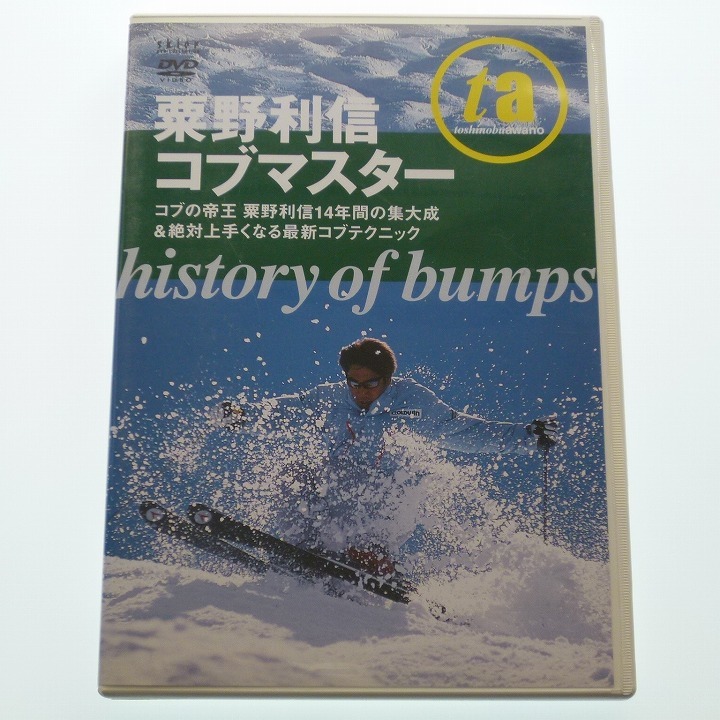 skier
DVD
VIDEO
ta
toshinobuawano
粟野利信
コブマスター
コブの帝王 粟野利信14年間の集大成
&絶対上手くなる最新コブテクニック
history of bumps